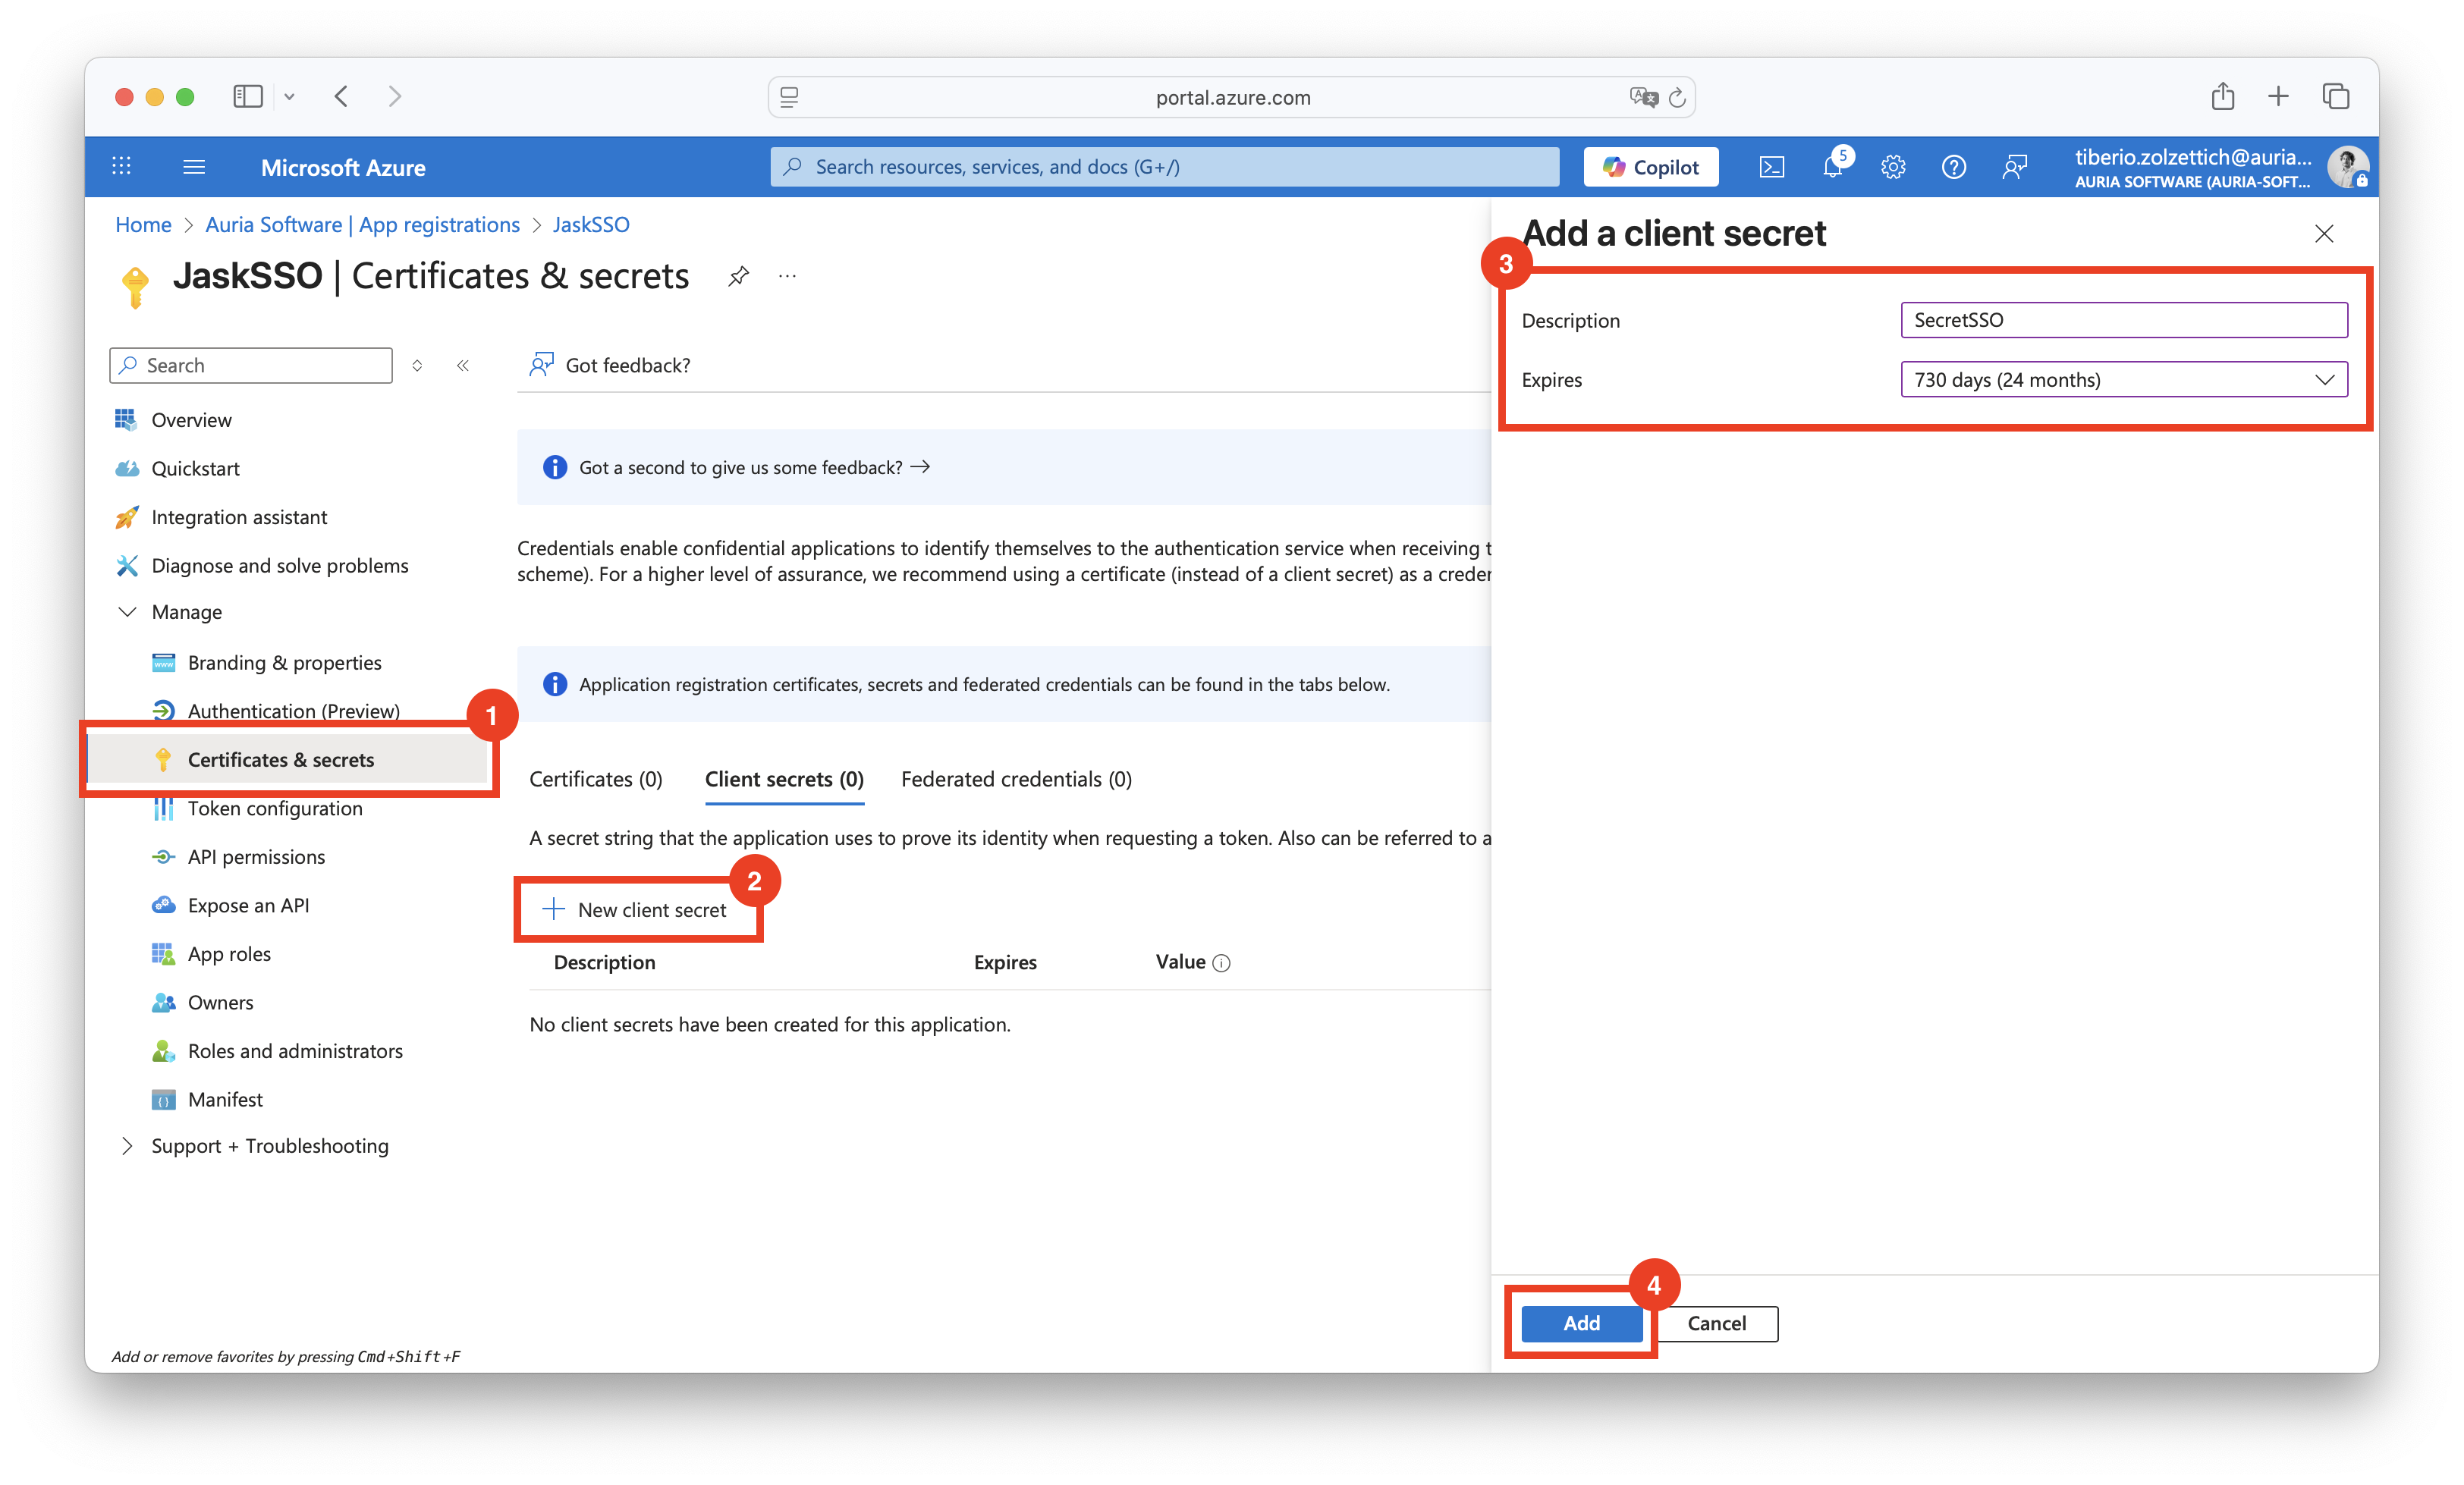 portal.azure.com
Microsoft Azure
Search resources, services, and docs (G+/)
Copilot
5
tiberio.zolzettich@auria...
AURIA SOFTWARE (AURIA-SOFT...
Home > Auria Software | App registrations > JaskSSO
JaskSSO | Certificates & secrets
...
Search
Overview
Quickstart
Integration assistant
Diagnose and solve problems
Manage
Branding & properties
Authentication (Preview)
1
Certificates & secrets
Token configuration
API permissions
Expose an API
App roles
Owners
Roles and administrators
Manifest
Support + Troubleshooting
Add or remove favorites by pressing Cmd+Shift+F
Got feedback?
Got a second to give us some feedback?
Credentials enable confidential applications to identify themselves to the authentication service when receiving t
scheme). For a higher level of assurance, we recommend using a certificate (instead of a client secret) as a creder
Application registration certificates, secrets and federated credentials can be found in the tabs below.
Certificates (0) Client secrets (0) Federated credentials (0)
A secret string that the application uses to prove its identity when requesting a token. Also can be referred to a
2
New client secret
Description Expires Value
No client secrets have been created for this application.
Add a client secret
3
Description SecretSSO
Expires 730 days (24 months)
4
Add Cancel